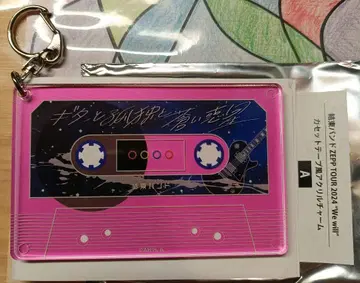 ギターと孤独と蒼い惑星
結束バンド ZEPP TOUR 2024 "We will"
カセットテープ風アクリルチャーム
A